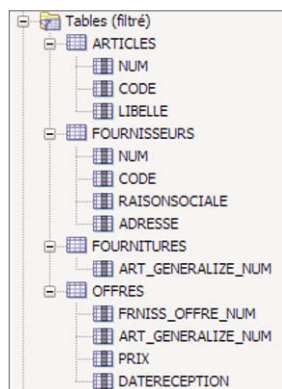 Tables (filtré)
ARTICLES
NUM
CODE
LIBELLE
FOURNISSEURS
NUM
CODE
RAISONSOCIALE
ADRESSE
FOURNITURES
ART_GENERALIZE_NUM
OFFRES
FRNISS_OFFRE_NUM
ART_GENERALIZE_NUM
PRIX
DATERECEPTION